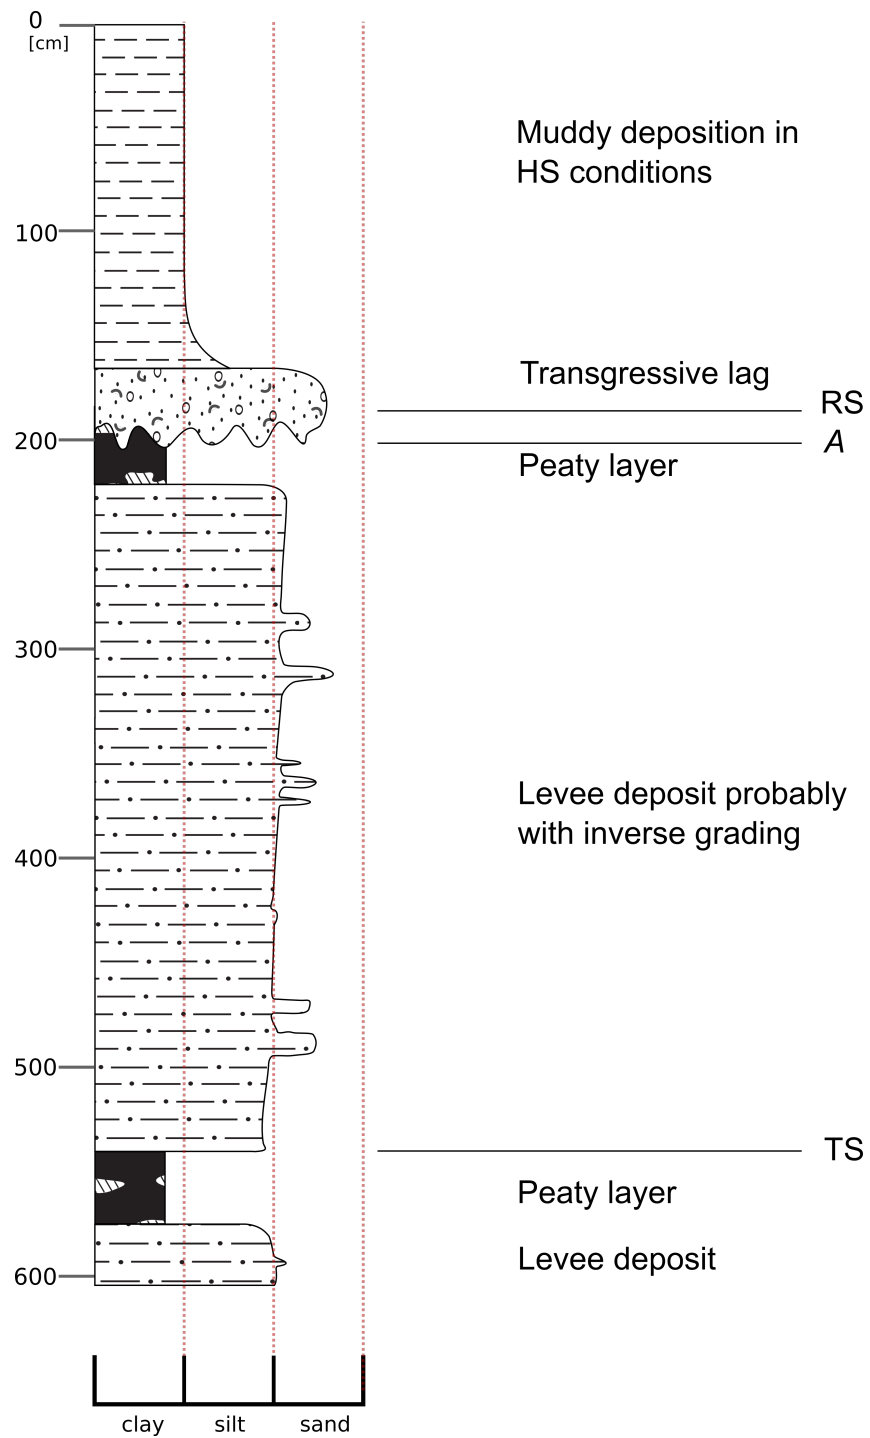 0
[cm]
Muddy deposition in
HS conditions
100
Transgressive lag
RS
200
A
Peaty layer
300
Levee deposit probably
with inverse grading
400
500
TS
Peaty layer
Levee deposit
600
clay silt sand